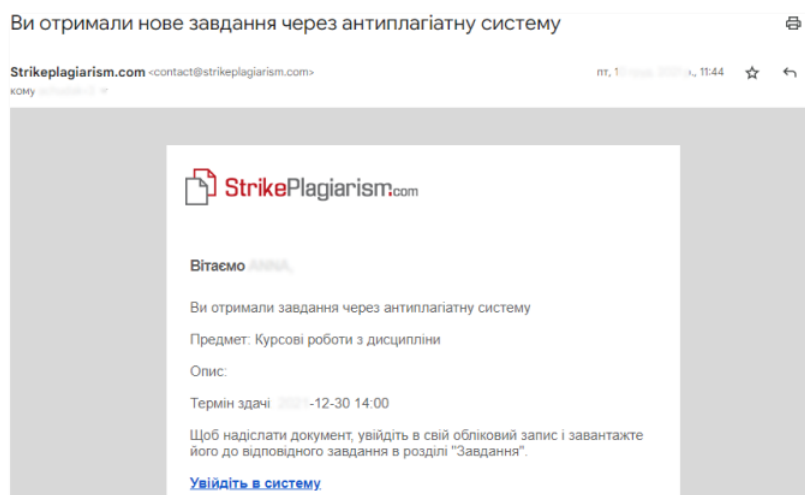 Ви отримали нове завдання через антиплагіатну систему
Strikeplagiarism.com <contact@strikeplagiarism.com>
пт, 1 ., 11:44
кому
StrikePlagiarism.com
Вітаємо
Ви отримали завдання через антиплагіатну систему
Предмет: Курсові роботи з дисципліни
Опис:
Термін здачі -12-30 14:00
Щоб надіслати документ, увійдіть в свій обліковий запис і завантажте
його до відповідного завдання в розділі "Завдання".
Увійдіть в систему